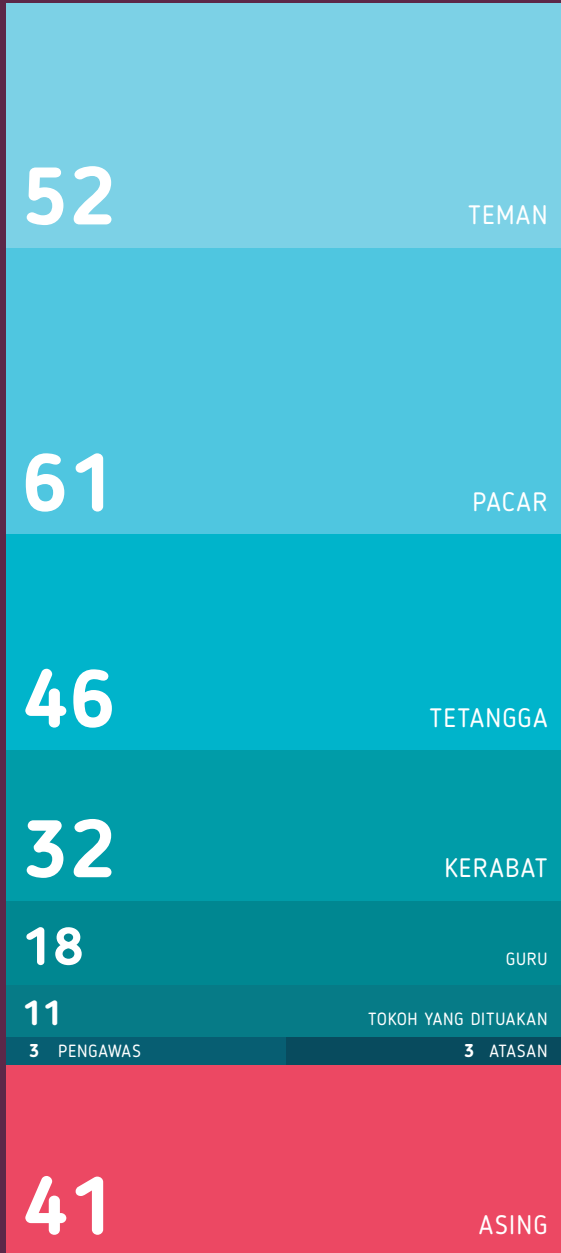 52 TEMAN
61 PACAR
46 TETANGGA
32 KERABAT
18 GURU
11 TOKOH YANG DITUAKAN
3 PENGAWAS 3 ATASAN
41 ASING